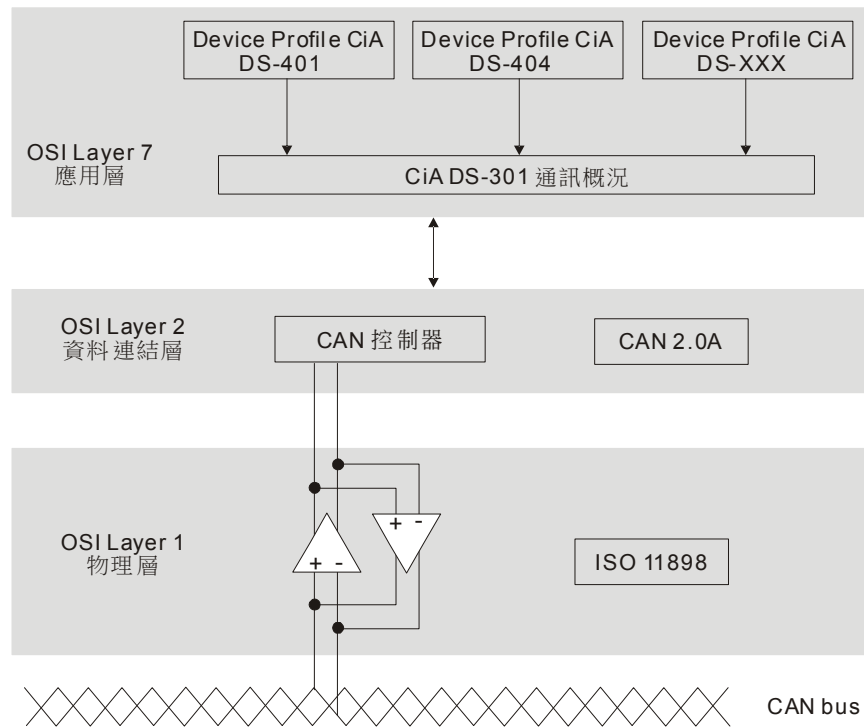 Device Profile CiA
DS-401
Device Profile CiA
DS-404
Device Profile CiA
DS-XXX
OSI Layer 7
應用層
CiA DS-301 通訊概況
OSI Layer 2
資料連結層
CAN 控制器
CAN 2.0A
OSI Layer 1
物理層
+ -
+ -
ISO 11898
CAN bus